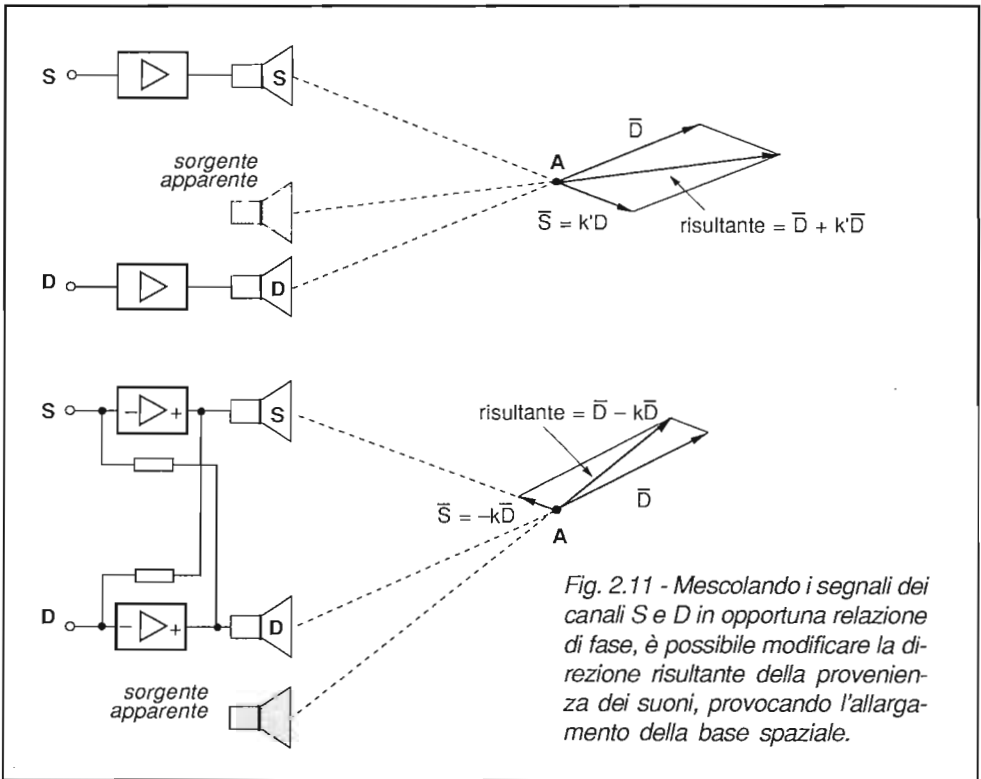 S
S
D̅
A
sorgente
apparente
S̅ = k'D
risultante = D̅ + k'D̅
D
D
S
− +
S
risultante = D̅ − kD̅
S̅ = −kD̅
D̅
A
D
− +
D
sorgente
apparente
Fig. 2.11 - Mescolando i segnali dei
canali S e D in opportuna relazione
di fase, è possibile modificare la di-
rezione risultante della provenien-
za dei suoni, provocando l'allarga-
mento della base spaziale.